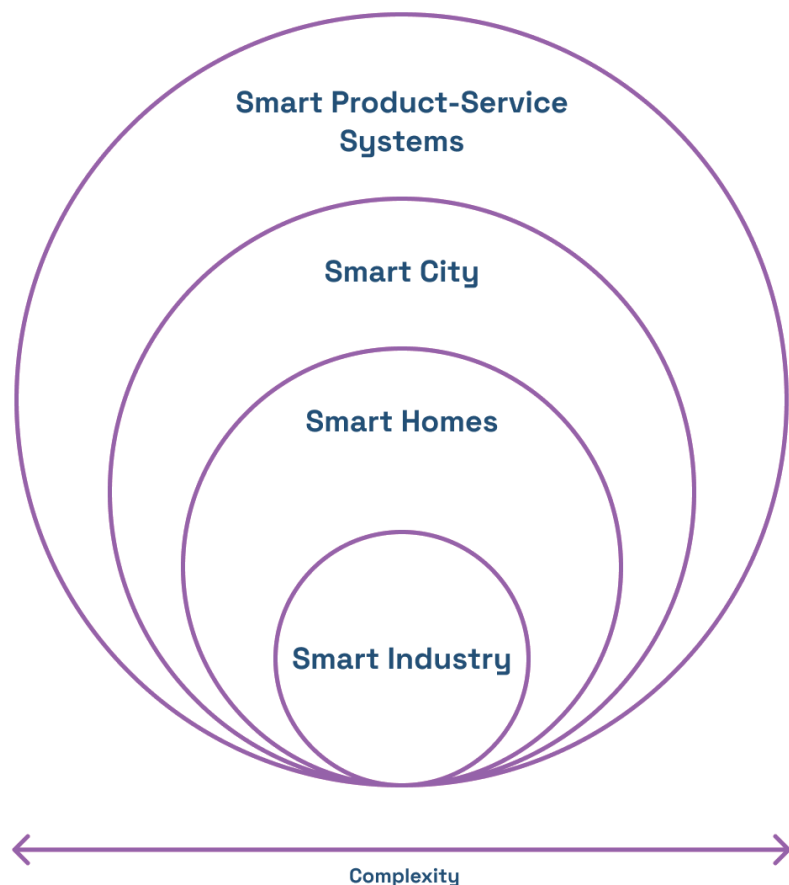 Smart Product-Service
Systems
Smart City
Smart Homes
Smart Industry
Complexity